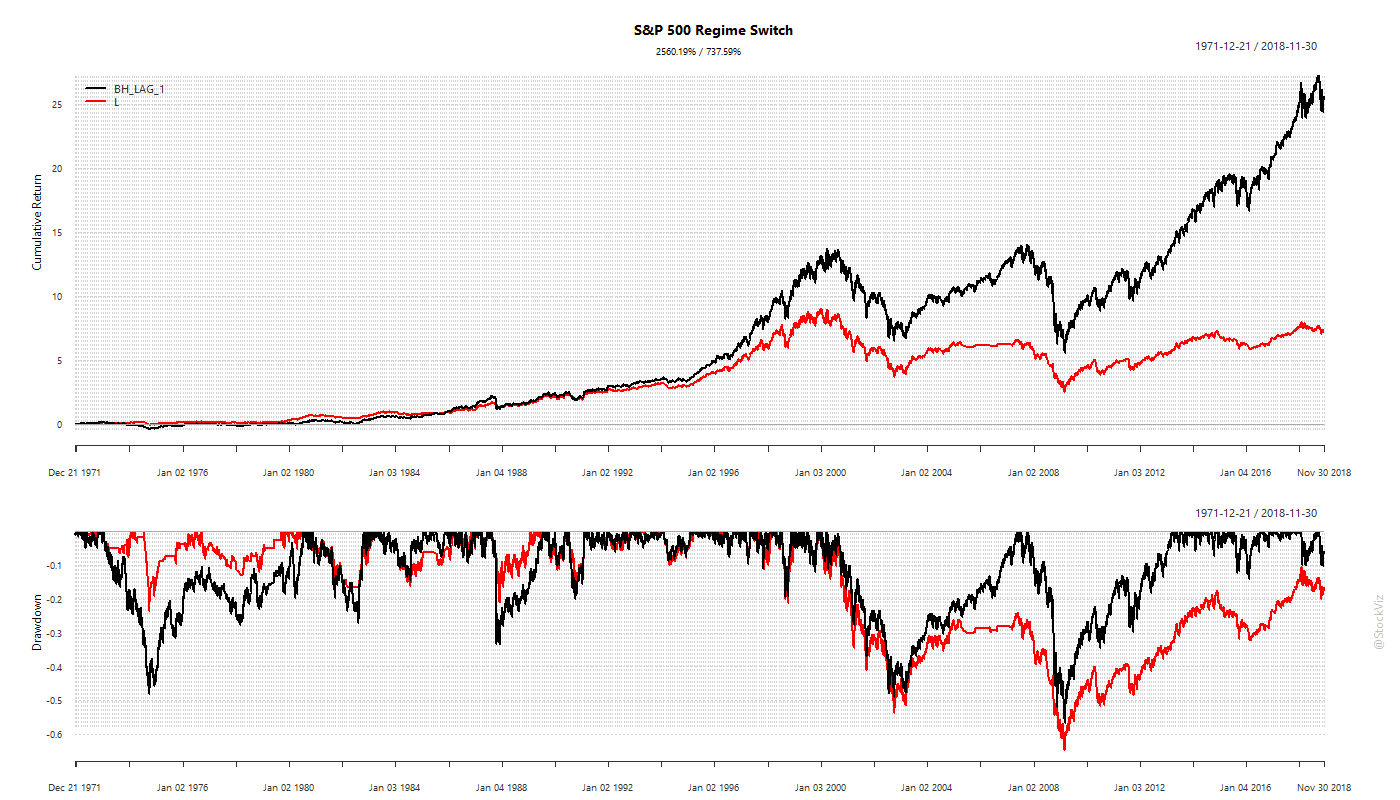 S&P 500 Regime Switch
2560.19% / 737.59%
1971-12-21 / 2018-11-30
BH_LAG_1
L
Cumulative Return
25
20
15
10
5
0
Dec 21 1971 Jan 02 1976 Jan 02 1980 Jan 03 1984 Jan 04 1988 Jan 02 1992 Jan 02 1996 Jan 03 2000 Jan 02 2004 Jan 02 2008 Jan 03 2012 Jan 04 2016 Nov 30 2018
1971-12-21 / 2018-11-30
Drawdown
-0.1
-0.2
-0.3
-0.4
-0.5
-0.6
Dec 21 1971 Jan 02 1976 Jan 02 1980 Jan 03 1984 Jan 04 1988 Jan 02 1992 Jan 02 1996 Jan 03 2000 Jan 02 2004 Jan 02 2008 Jan 03 2012 Jan 04 2016 Nov 30 2018
@StockViz